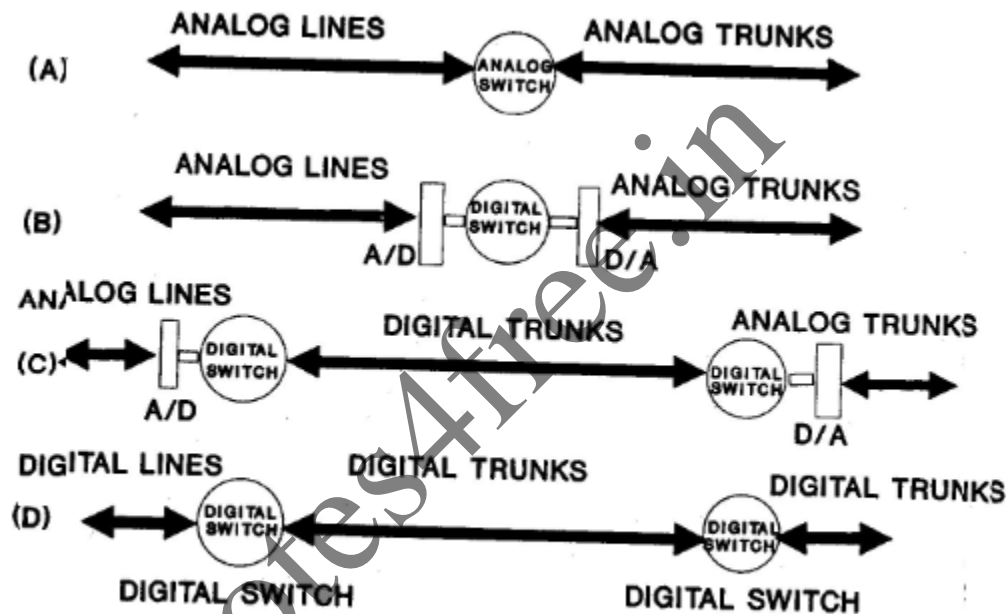 ANALOG LINES ANALOG TRUNKS
(A) ANALOG
SWITCH
ANALOG LINES ANALOG TRUNKS
(B) DIGITAL
SWITCH
A/D D/A
ANALOG LINES DIGITAL TRUNKS ANALOG TRUNKS
(C) DIGITAL DIGITAL
SWITCH SWITCH
A/D D/A
DIGITAL LINES DIGITAL TRUNKS DIGITAL TRUNKS
(D) DIGITAL DIGITAL
SWITCH SWITCH
DIGITAL SWITCH DIGITAL SWITCH
otes4free.in